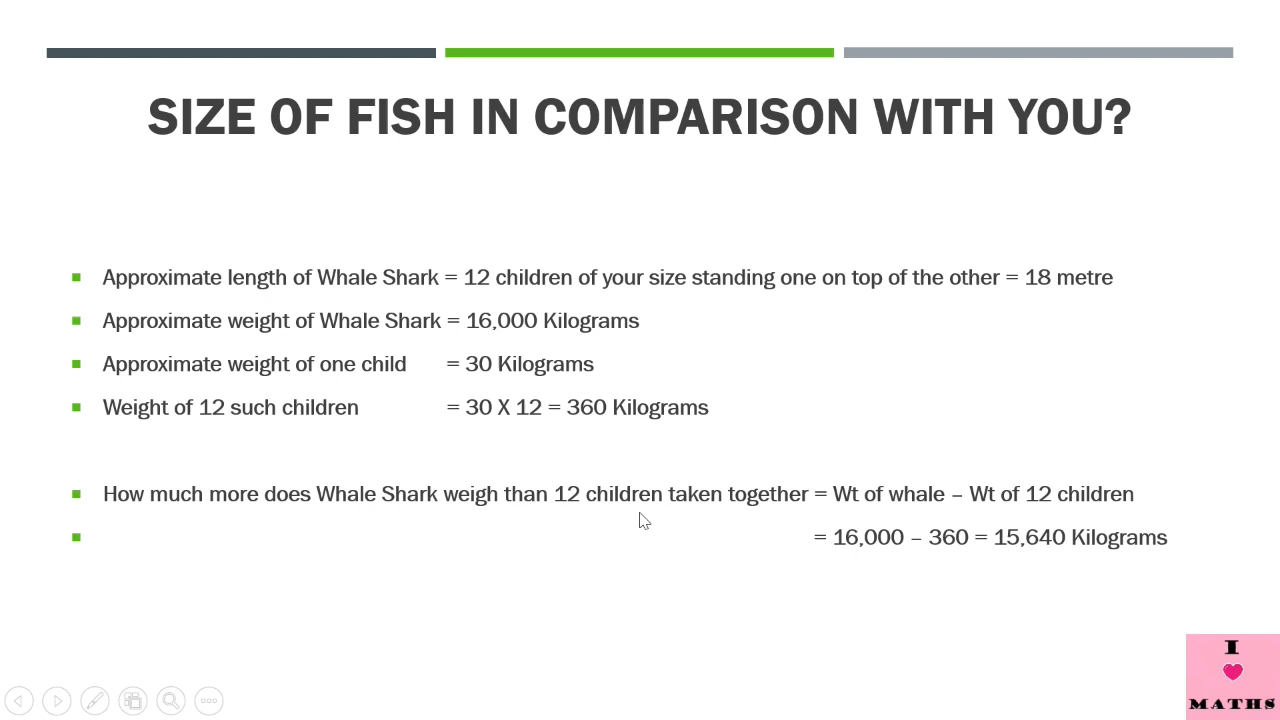 SIZE OF FISH IN COMPARISON WITH YOU?
Approximate length of Whale Shark = 12 children of your size standing one on top of the other = 18 metre
Approximate weight of Whale Shark = 16,000 Kilograms
Approximate weight of one child = 30 Kilograms
Weight of 12 such children = 30 X 12 = 360 Kilograms
How much more does Whale Shark weigh than 12 children taken together = Wt of whale – Wt of 12 children
= 16,000 – 360 = 15,640 Kilograms
I
MATHS